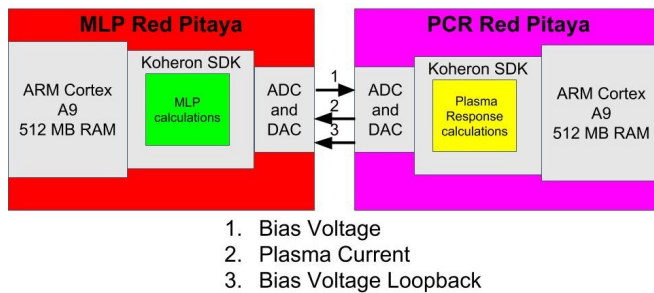 MLP Red Pitaya
PCR Red Pitaya
ARM Cortex
A9
512 MB RAM
Koheron SDK
MLP
calculations
ADC
and
DAC
1
2
3
ADC
and
DAC
Koheron SDK
Plasma
Response
calculations
ARM Cortex
A9
512 MB RAM
1. Bias Voltage
2. Plasma Current
3. Bias Voltage Loopback